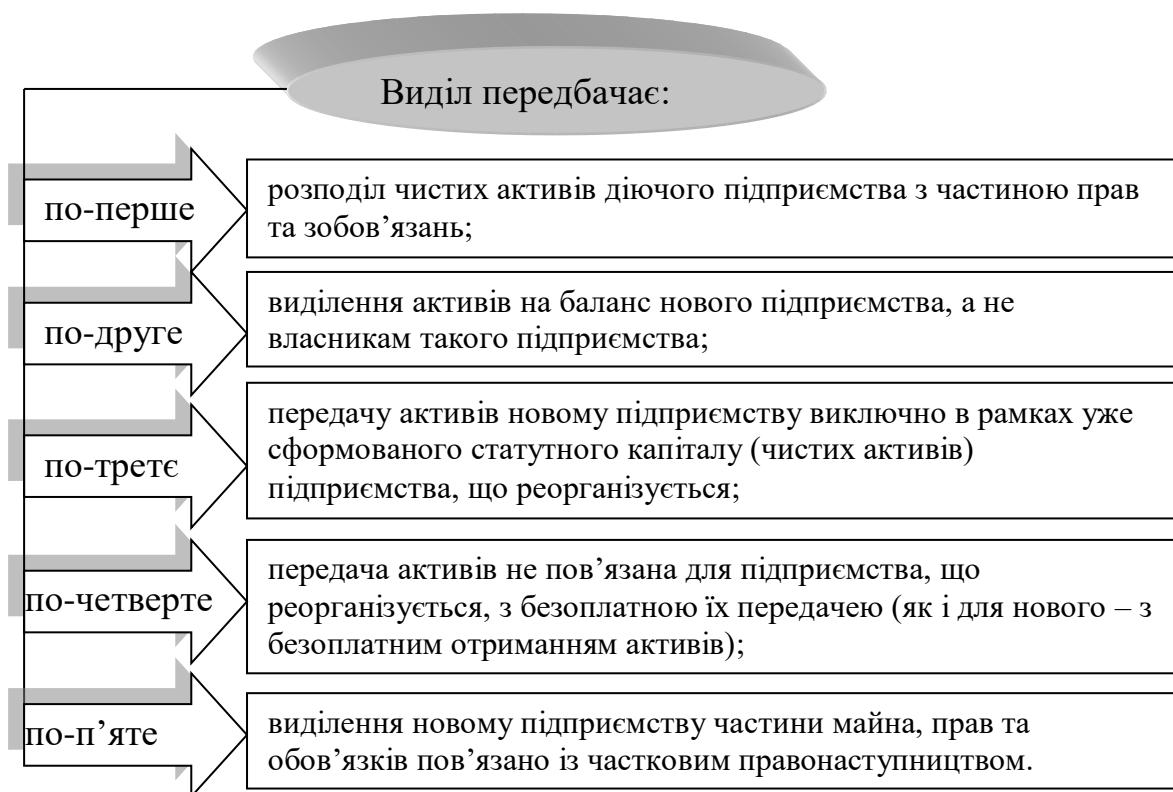 Виділ передбачає:
по-перше
розподіл чистих активів діючого підприємства з частиною прав
та зобов’язань;
по-друге
виділення активів на баланс нового підприємства, а не
власникам такого підприємства;
по-третє
передачу активів новому підприємству виключно в рамках уже
сформованого статутного капіталу (чистих активів)
підприємства, що реорганізується;
по-четверте
передача активів не пов’язана для підприємства, що
реорганізується, з безоплатною їх передачею (як і для нового – з
безоплатним отриманням активів);
по-п’яте
виділення новому підприємству частини майна, прав та
обов’язків пов’язано із частковим правонаступництвом.